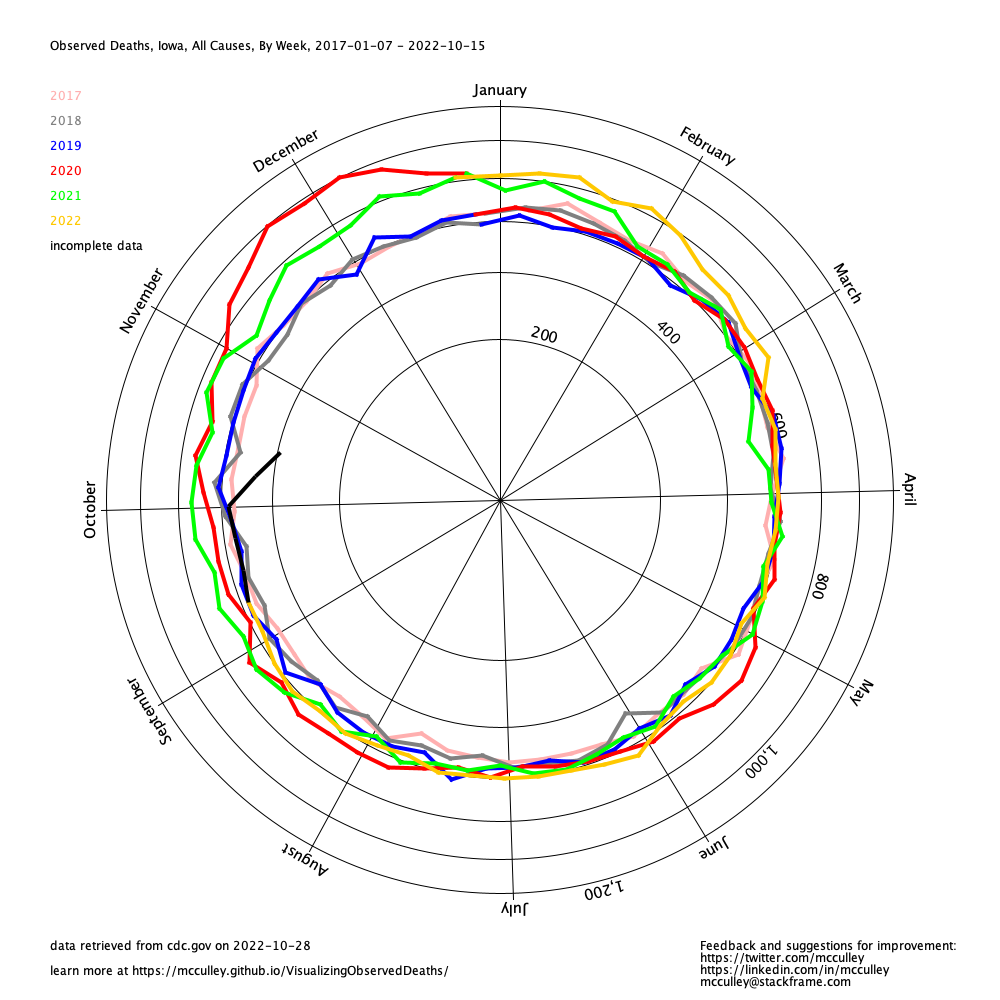 Observed Deaths, Iowa, All Causes, By Week, 2017-01-07 - 2022-10-15
2017
2018
2019
2020
2021
2022
incomplete data
January
February
March
April
May
June
July
August
September
October
November
December
200
400
600
800
1,000
1,200
data retrieved from cdc.gov on 2022-10-28
learn more at https://mcculley.github.io/VisualizingObservedDeaths/
Feedback and suggestions for improvement:
https://twitter.com/mcculley
https://linkedin.com/in/mcculley
mcculley@stackframe.com